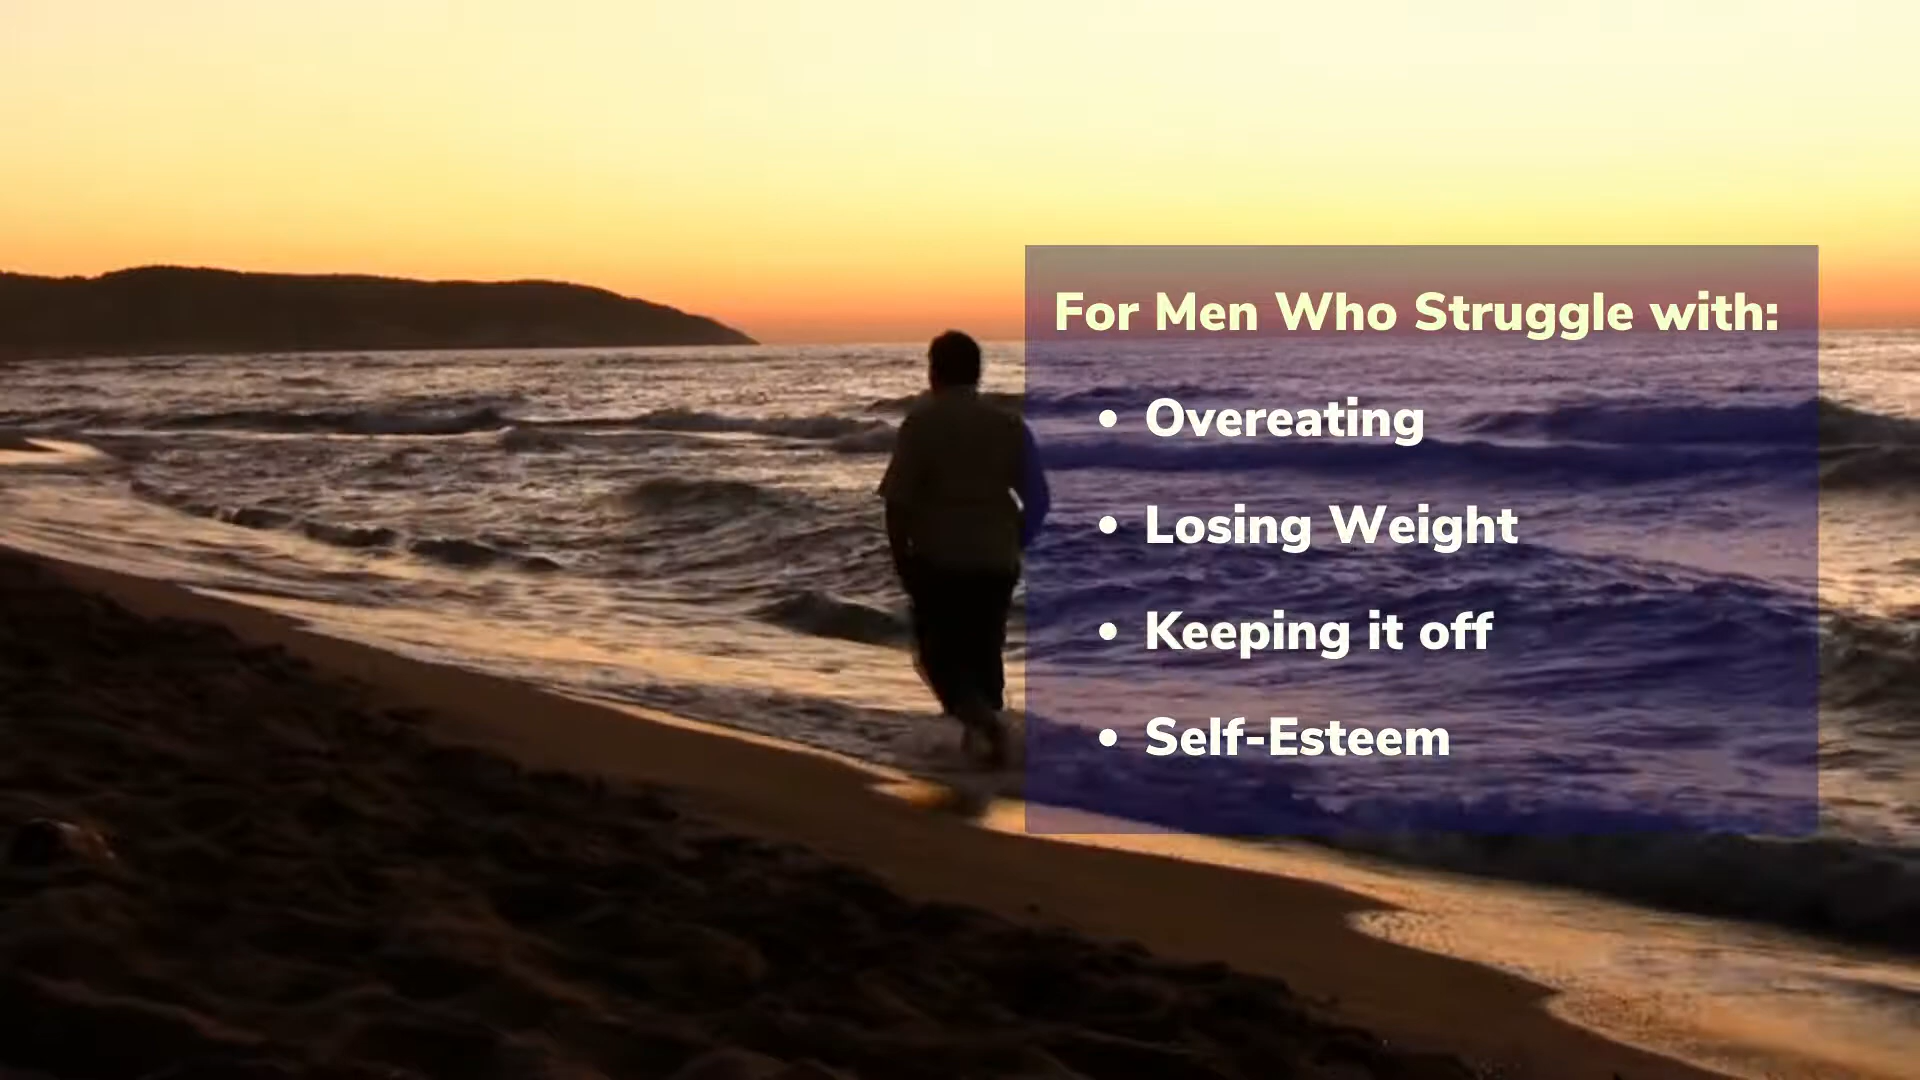 For Men Who Struggle with:
• Overeating
• Losing Weight
• Keeping it off
• Self-Esteem